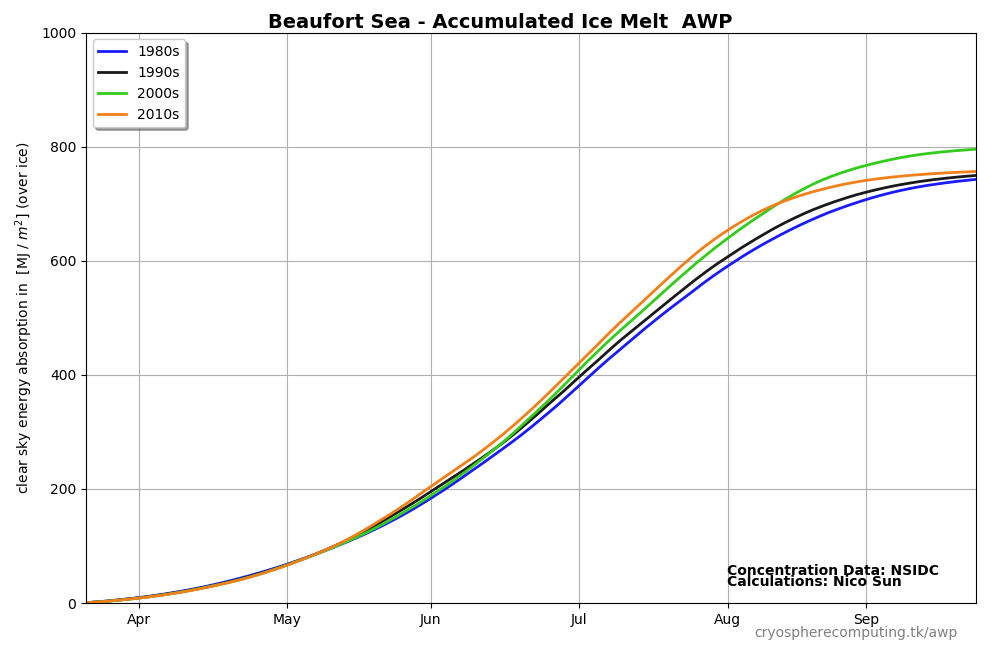 Beaufort Sea - Accumulated Ice Melt  AWP
1000
800
600
400
200
0
clear sky energy absorption in  [MJ / m²] (over ice)
1980s
1990s
2000s
2010s
Concentration Data: NSIDC
Calculations: Nico Sun
Apr May Jun Jul Aug Sep
cryospherecomputing.tk/awp